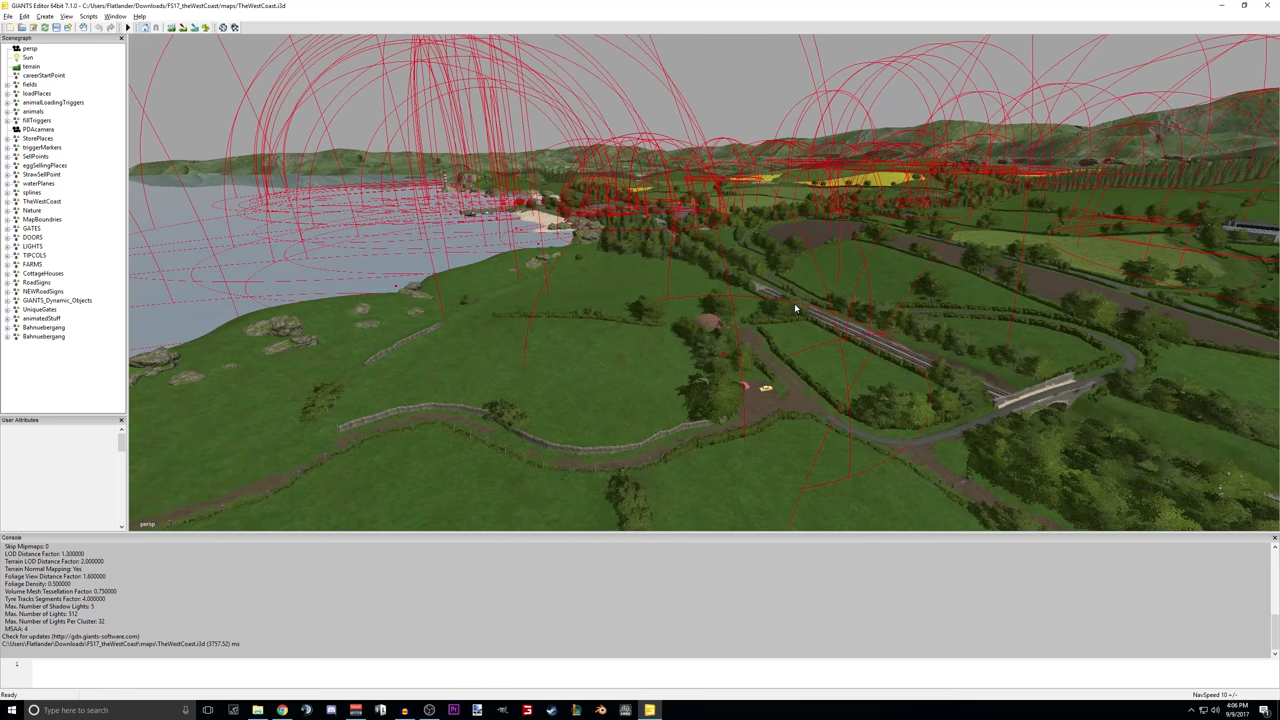 GIANTS Editor 64bit 7.1.0 - C:/Users/Flatlander/Downloads/FS17_theWestCoast/maps/TheWestCoast.i3d
File Edit Create View Scripts Window Help
Scenegraph
persp
Sun
terrain
careerStartPoint
fields
loadPlaces
animalLoadingTriggers
animals
fillTriggers
PDAcamera
StorePlaces
triggerMarkers
SellPoints
eggSellingPlaces
StrawSellPoint
waterPlanes
splines
TheWestCoast
Nature
MapBoundries
GATES
DOORS
LIGHTS
TIPCOLS
FARMS
CottageHouses
RoadSigns
NEWRoadSigns
GIANTS_Dynamic_Objects
UniqueGates
animatedStuff
Bahnuebergang
Bahnuebergang
User Attributes
persp
Console
Skip Mipmaps: 0
LOD Distance Factor: 1.300000
Terrain LOD Distance Factor: 2.000000
Terrain Normal Mapping: Yes
Foliage View Distance Factor: 1.600000
Foliage Density: 0.500000
Volume Mesh Tessellation Factor: 0.750000
Tyre Tracks Segments Factor: 4.000000
Max. Number of Shadow Lights: 5
Max. Number of Lights: 512
Max. Number of Lights Per Cluster: 32
MSAA: 4
Check for updates (http://gdn.giants-software.com)
C:\Users\Flatlander\Downloads\FS17_theWestCoast\maps\TheWestCoast.i3d (3757.52) ms
1
Ready
NavSpeed 10 +/-
Type here to search
4:06 PM
9/9/2017